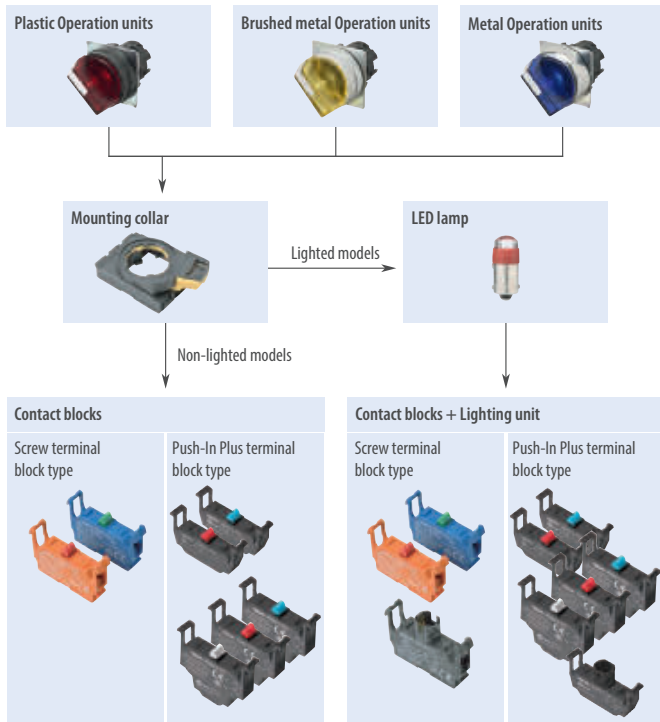 Plastic Operation units
Brushed metal Operation units
Metal Operation units
Mounting collar
LED lamp
Lighted models
Non-lighted models
Contact blocks
Screw terminal
block type
Push-In Plus terminal
block type
Contact blocks + Lighting unit
Screw terminal
block type
Push-In Plus terminal
block type